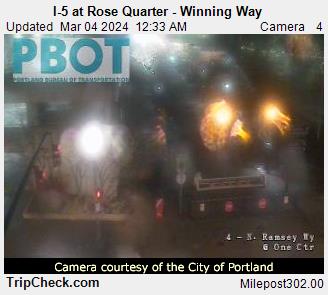 I-5 at Rose Quarter - Winning Way
Updated Mar 04 2024 12:33 AM Camera 4
PBOT
PORTLAND BUREAU OF TRANSPORTATION
4 - N. Ramsey Wy
@ One Ctr
Camera courtesy of the City of Portland
TripCheck.com Milepost302.00